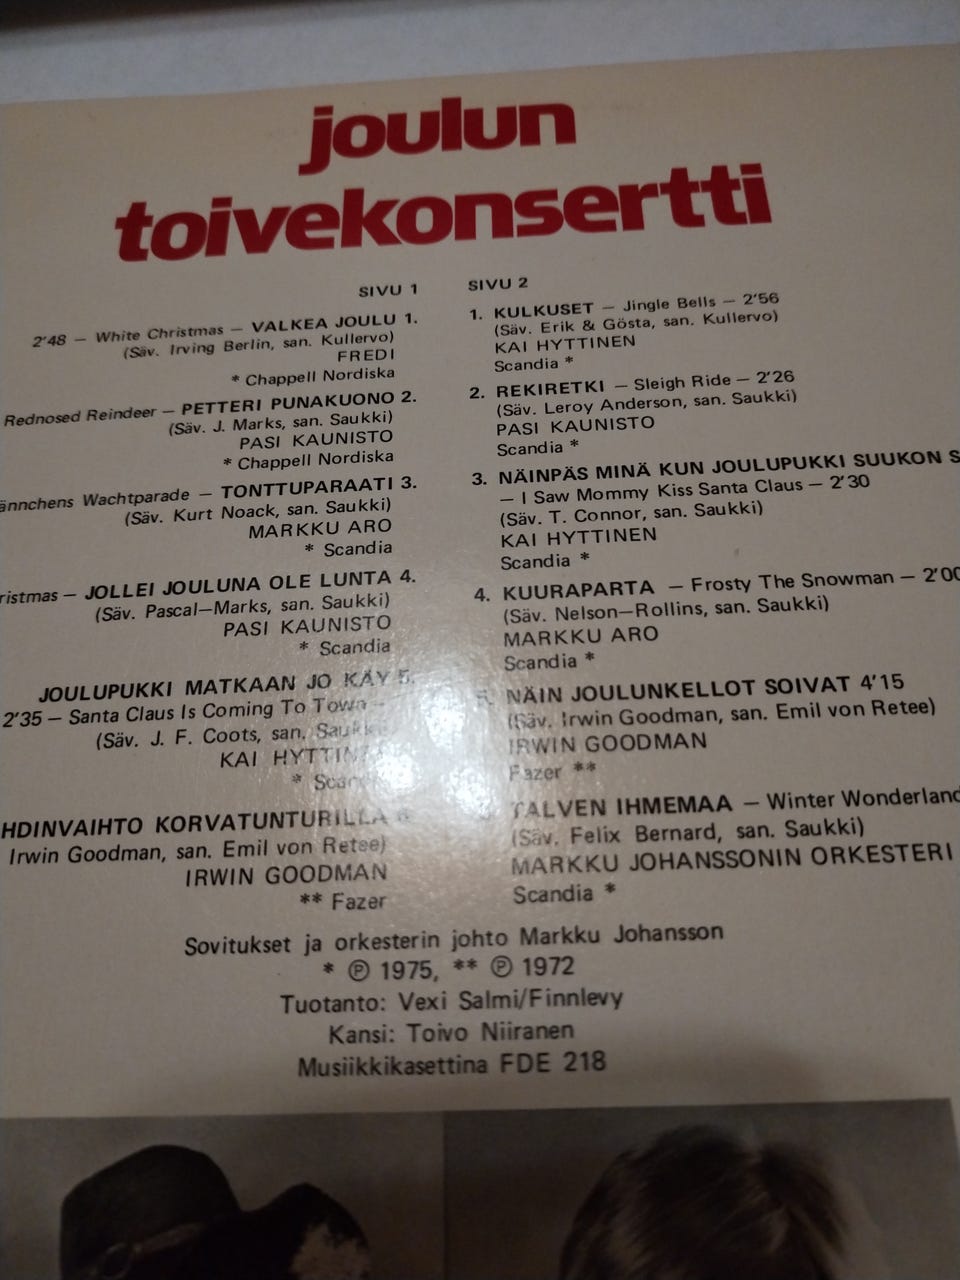 joulun
toivekonsertti
SIVU 1
2'48 — White Christmas — VALKEA JOULU 1.
(Säv. Irving Berlin, san. Kullervo)
FREDI
* Chappell Nordiska
Rednosed Reindeer — PETTERI PUNAKUONO 2.
(Säv. J. Marks, san. Saukki)
PASI KAUNISTO
* Chappell Nordiska
Wachtparade — TONTTUPARAATI 3.
(Säv. Kurt Noack, san. Saukki)
MARKKU ARO
* Scandia
— JOLLEI JOULUNA OLE LUNTA 4.
(Säv. Pascal—Marks, san. Saukki)
PASI KAUNISTO
* Scandia
JOULUPUKKI MATKAAN JO KÄY 5.
2'35 — Santa Claus Is Coming To Town —
(Säv. J. F. Coots, san. Saukki)
KAI HYTTINEN
* Scandia
KORVATUNTURILLA 6.
Irwin Goodman, san. Emil von Retee)
IRWIN GOODMAN
** Fazer
SIVU 2
1. KULKUSET — Jingle Bells — 2'56
(Säv. Erik & Gösta, san. Kullervo)
KAI HYTTINEN
Scandia *
2. REKIRETKI — Sleigh Ride — 2'26
(Säv. Leroy Anderson, san. Saukki)
PASI KAUNISTO
Scandia *
3. NÄINPÄS MINÄ KUN JOULUPUKKI SUUKON
— I Saw Mommy Kiss Santa Claus — 2'30
(Säv. T. Connor, san. Saukki)
KAI HYTTINEN
Scandia *
4. KUURAPARTA — Frosty The Snowman — 2'00
(Säv. Nelson—Rollins, san. Saukki)
MARKKU ARO
Scandia *
5. NÄIN JOULUNKELLOT SOIVAT 4'15
(Säv. Irwin Goodman, san. Emil von Retee)
IRWIN GOODMAN
Fazer **
TALVEN IHMEMAA — Winter Wonderland
(Säv. Felix Bernard, san. Saukki)
MARKKU JOHANSSONIN ORKESTERI
Scandia *
Sovitukset ja orkesterin johto Markku Johansson
* ℗ 1975, ** ℗ 1972
Tuotanto: Vexi Salmi/Finnlevy
Kansi: Toivo Niiranen
Musiikkikasettina FDE 218